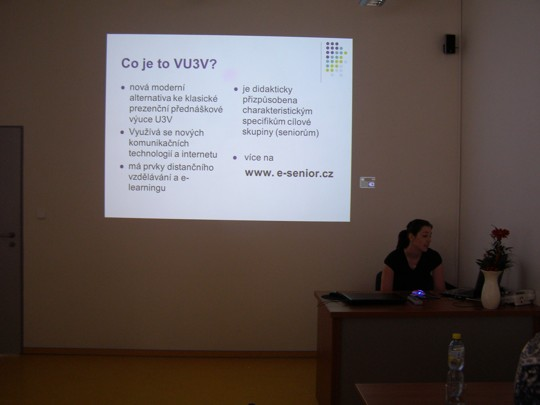 Co je to VU3V?
nová moderní
alternativa ke klasické
prezenční přednáškové
výuce U3V
Využívá se nových
komunikačních
technologií a internetu
má prvky distančního
vzdělávání a e-
learningu
je didakticky
přizpůsobena
charakteristickým
specifikům cílové
skupiny (seniorům)
více na
www. e-senior.cz